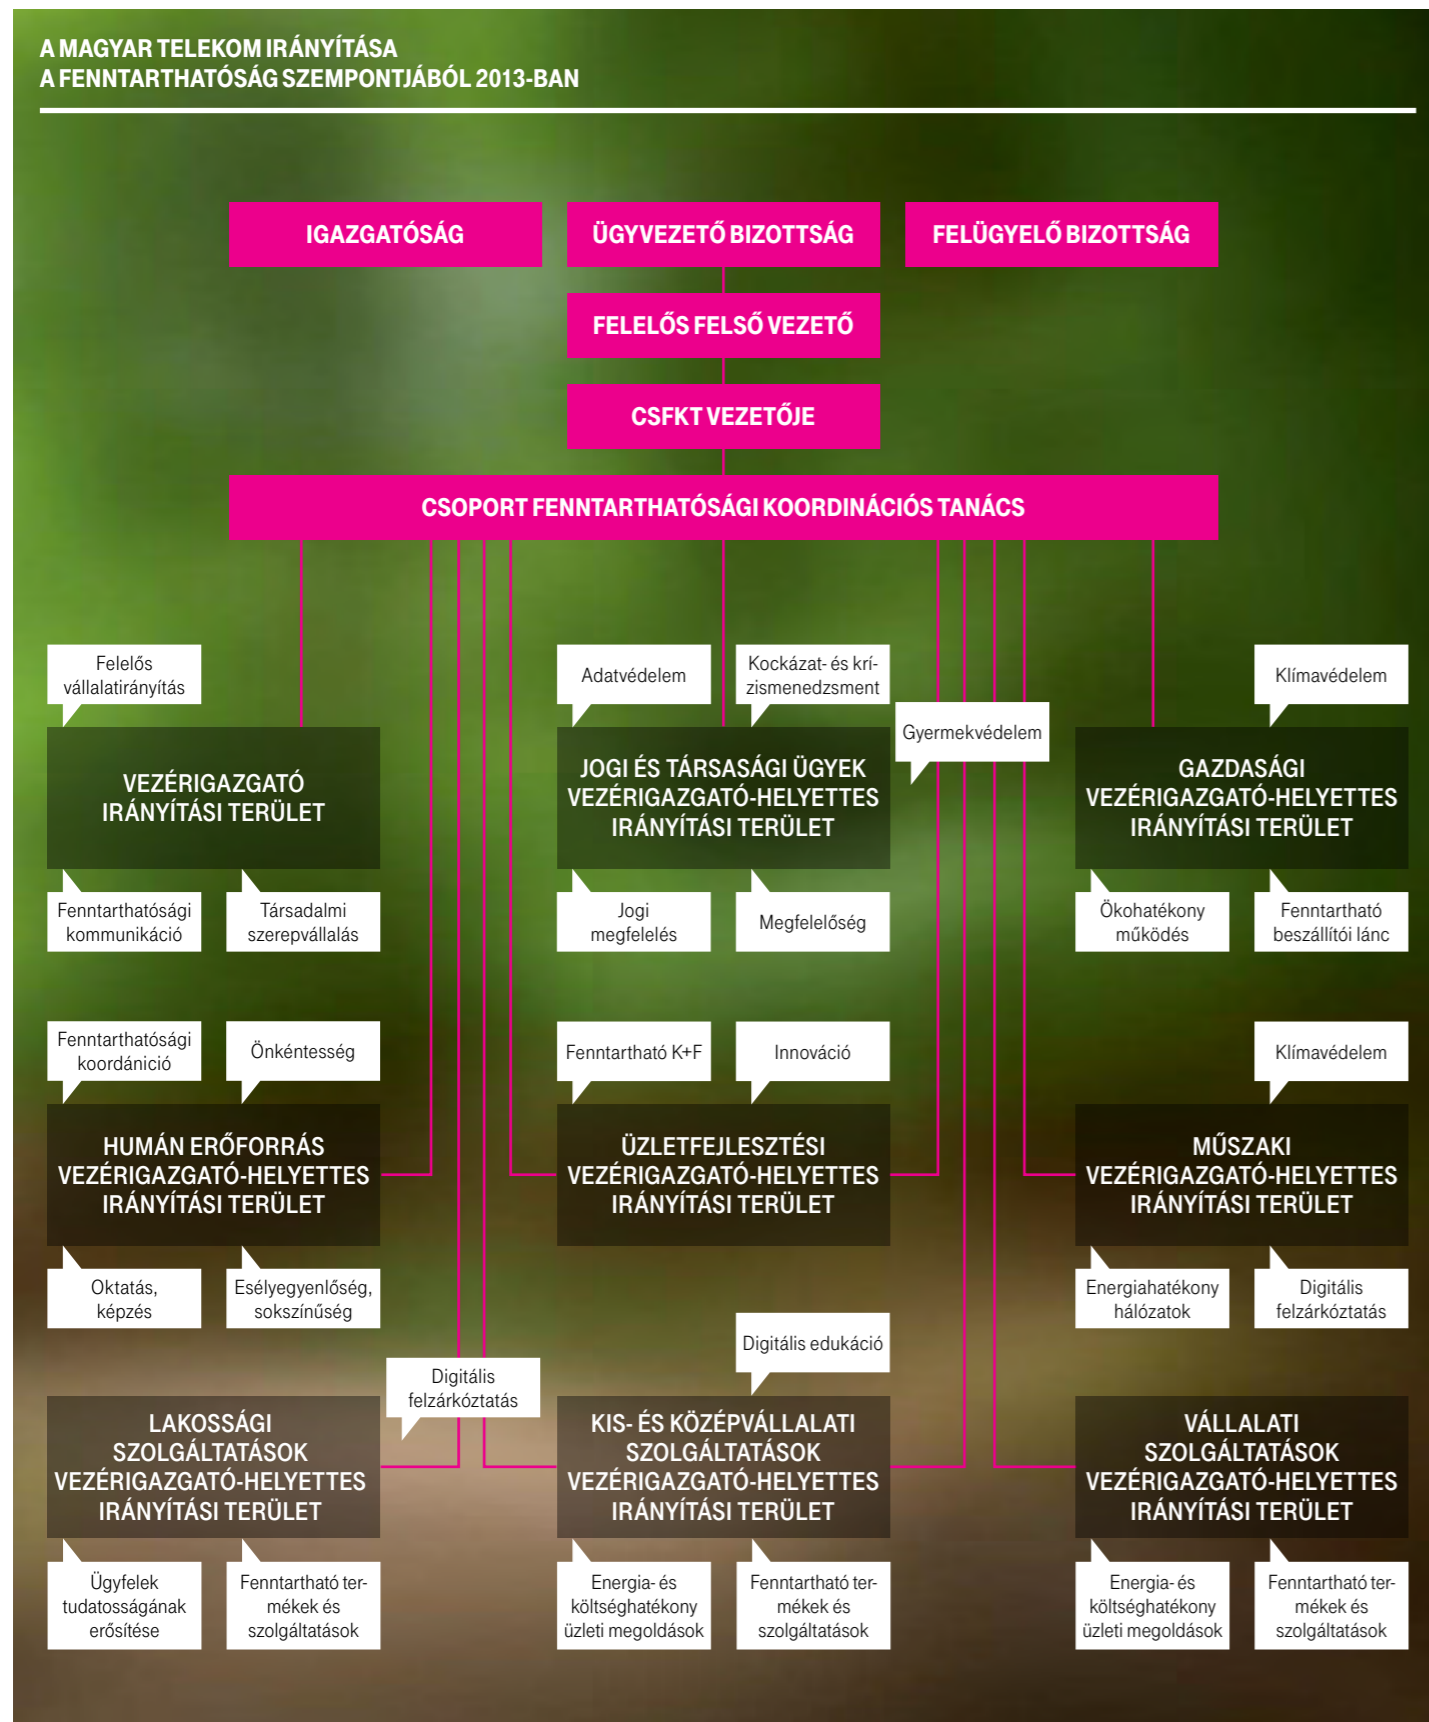 A MAGYAR TELEKOM IRÁNYÍTÁSA
A FENNTARTHATÓSÁG SZEMPONTJÁBÓL 2013-BAN
IGAZGATÓSÁG
ÜGYVEZETŐ BIZOTTSÁG
FELÜGYELŐ BIZOTTSÁG
FELELŐS FELSŐ VEZETŐ
CSFKT VEZETŐJE
CSOPORT FENNTARTHATÓSÁGI KOORDINÁCIÓS TANÁCS
Felelős
vállalatirányítás
VEZÉRIGAZGATÓ
IRÁNYÍTÁSI TERÜLET
Fenntarthatósági
kommunikáció
Társadalmi
szerepvállalás
Adatvédelem
Kockázat- és krí-
zismenedzsment
Gyermekvédelem
JOGI ÉS TÁRSASÁGI ÜGYEK
VEZÉRIGAZGATÓ-HELYETTES
IRÁNYÍTÁSI TERÜLET
Jogi
megfelelés
Megfelelőség
Klímavédelem
GAZDASÁGI
VEZÉRIGAZGATÓ-HELYETTES
IRÁNYÍTÁSI TERÜLET
Ökohatékony
működés
Fenntartható
beszállítói lánc
Fenntarthatósági
koordánició
Önkéntesség
HUMÁN ERŐFORRÁS
VEZÉRIGAZGATÓ-HELYETTES
IRÁNYÍTÁSI TERÜLET
Oktatás,
képzés
Esélyegyenlőség,
sokszínűség
Fenntartható K+F
Innováció
ÜZLETFEJLESZTÉSI
VEZÉRIGAZGATÓ-HELYETTES
IRÁNYÍTÁSI TERÜLET
Klímavédelem
MŰSZAKI
VEZÉRIGAZGATÓ-HELYETTES
IRÁNYÍTÁSI TERÜLET
Energiahatékony
hálózatok
Digitális
felzárkóztatás
Digitális
felzárkóztatás
LAKOSSÁGI
SZOLGÁLTATÁSOK
VEZÉRIGAZGATÓ-HELYETTES
IRÁNYÍTÁSI TERÜLET
Ügyfelek
tudatosságának
erősítése
Fenntartható ter-
mékek és
szolgáltatások
Digitális edukáció
KIS- ÉS KÖZÉPVÁLLALATI
SZOLGÁLTATÁSOK
VEZÉRIGAZGATÓ-HELYETTES
IRÁNYÍTÁSI TERÜLET
Energia- és
költséghatékony
üzleti megoldások
Fenntartható ter-
mékek és
szolgáltatások
VÁLLALATI
SZOLGÁLTATÁSOK
VEZÉRIGAZGATÓ-HELYETTES
IRÁNYÍTÁSI TERÜLET
Energia- és
költséghatékony
üzleti megoldások
Fenntartható ter-
mékek és
szolgáltatások